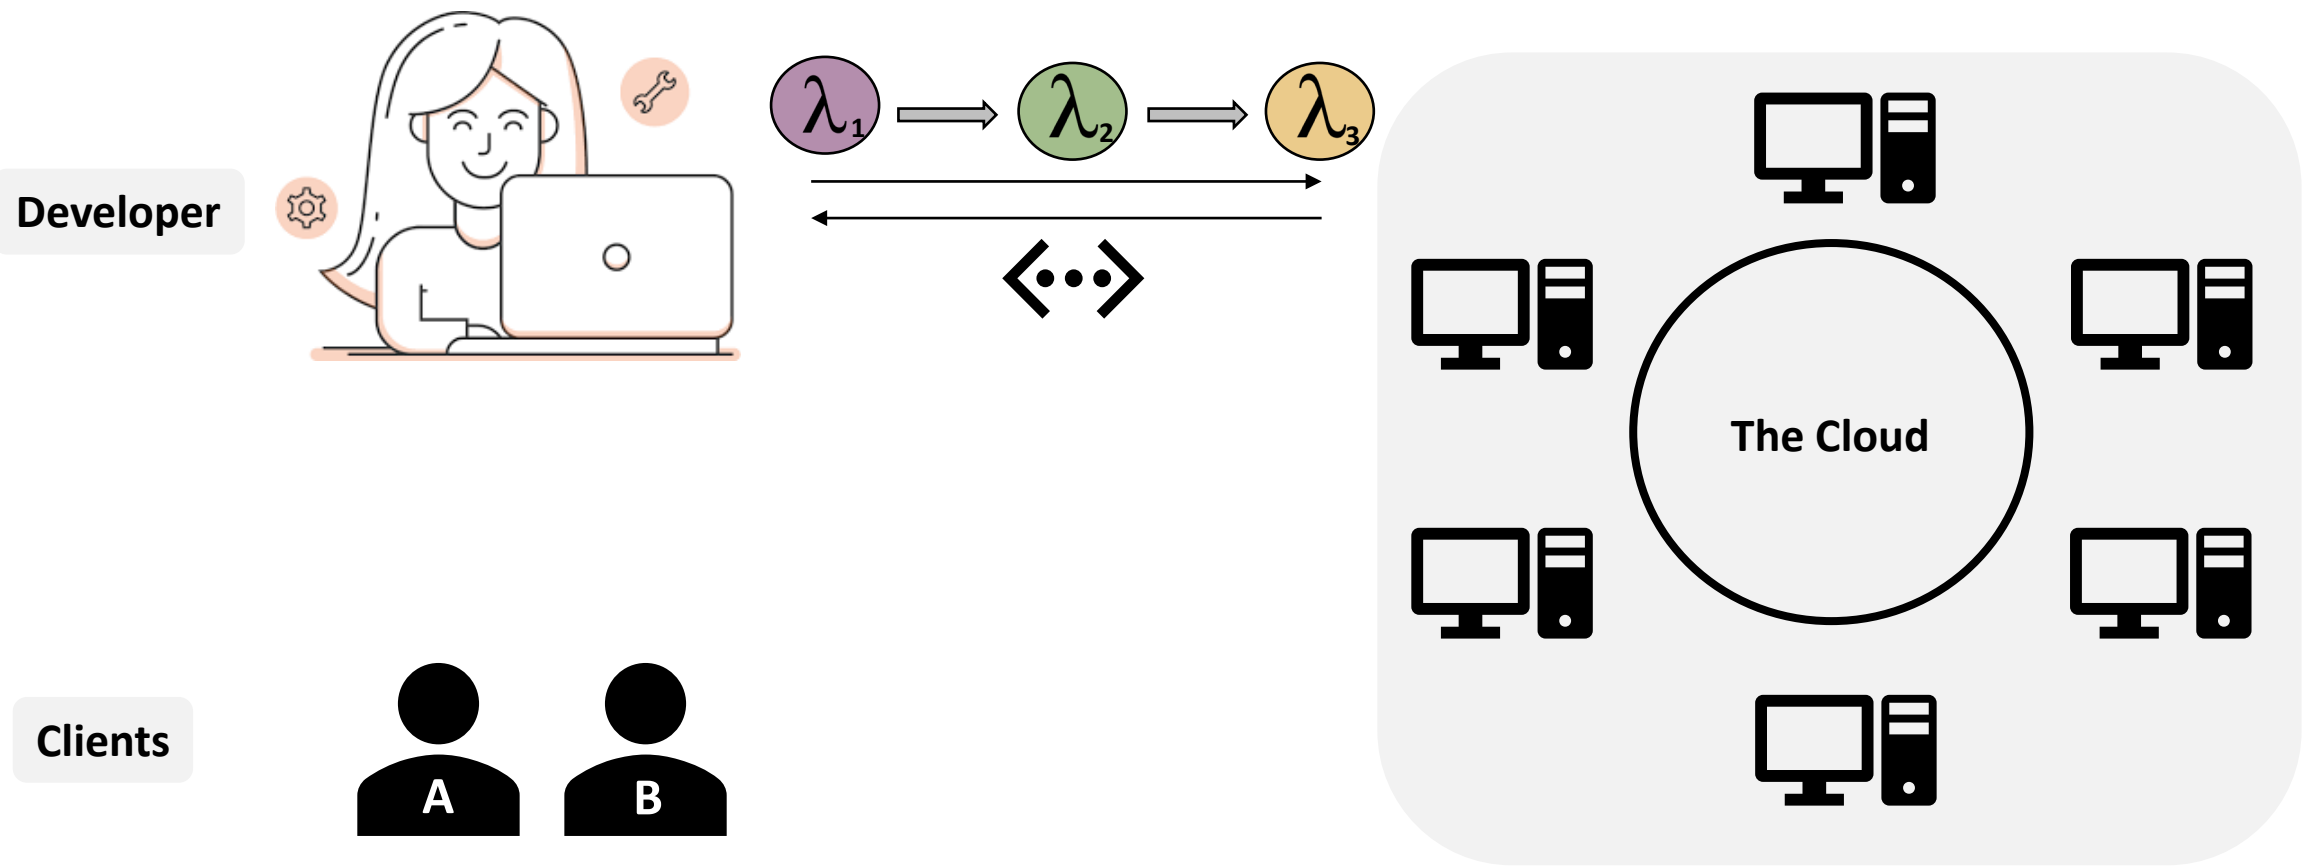 λ1
λ2
λ3
Developer
The Cloud
Clients
A
B